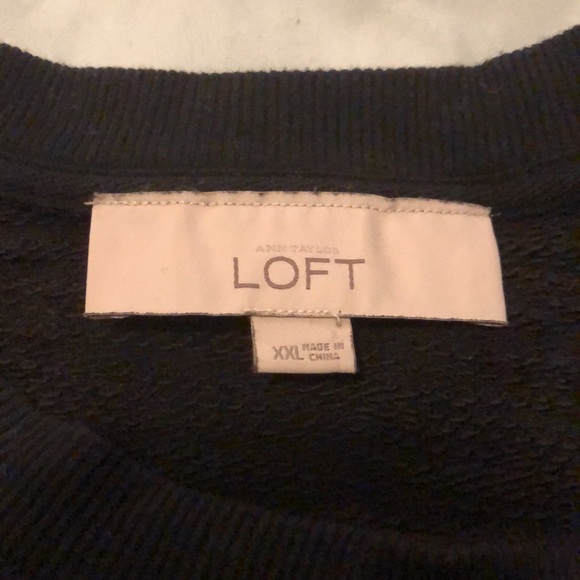 ANN TAYLOR
LOFT
XXL MADE IN
CHINA